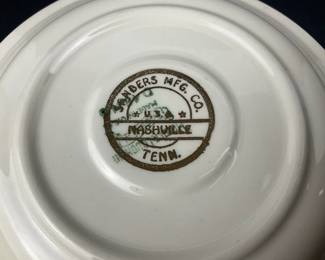 SANDERS MFG. CO.
U.S.A
NASHVILLE
TENN.